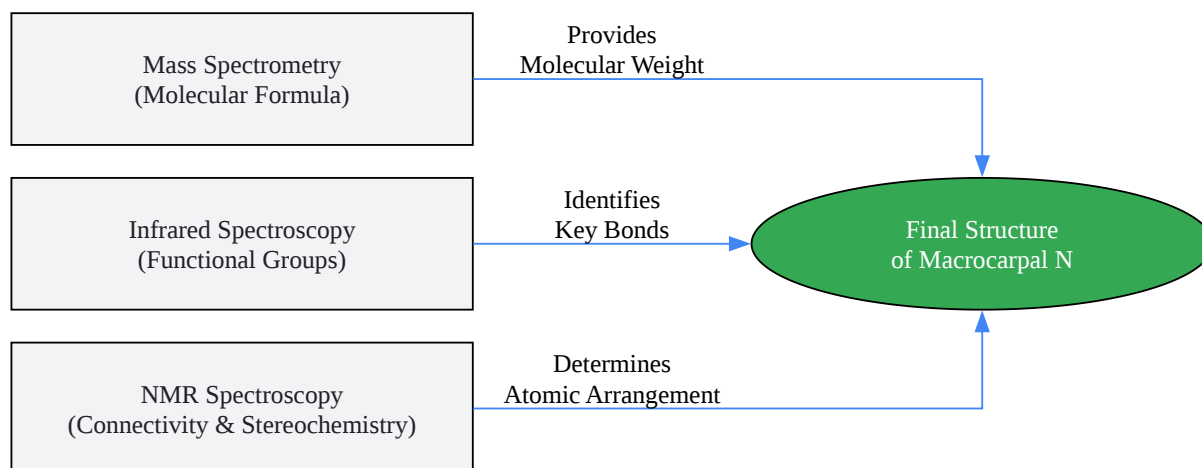 Mass Spectrometry
(Molecular Formula)
Provides
Molecular Weight
Infrared Spectroscopy
(Functional Groups)
Identifies
Key Bonds
Final Structure
of Macrocarpal N
NMR Spectroscopy
(Connectivity & Stereochemistry)
Determines
Atomic Arrangement